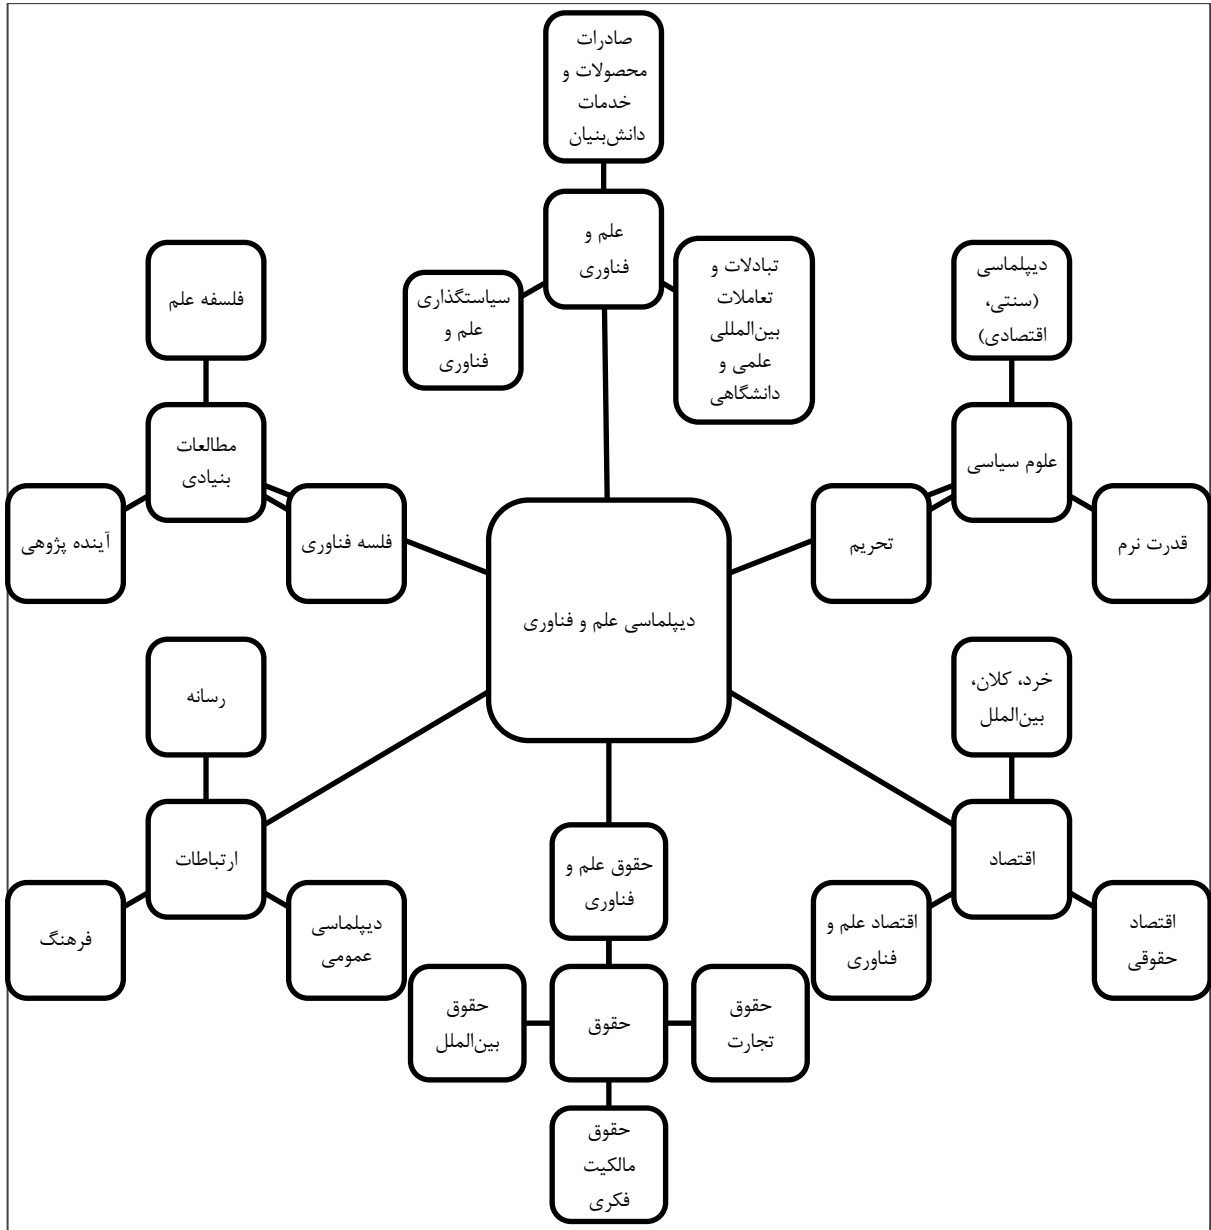 صادرات
محصولات و
خدمات
دانش‌بنیان
علم و
فناوری
تبادلات و
تعاملات
بین‌المللی
علمی و
دانشگاهی
سیاستگذاری
علم و
فناوری
دیپلماسی
(سنتی،
اقتصادی)
علوم سیاسی
قدرت نرم
تحریم
فلسفه علم
مطالعات
بنیادی
فلسه فناوری
آینده پژوهی
دیپلماسی علم و فناوری
خرد، کلان،
بین‌الملل
اقتصاد
اقتصاد
حقوقی
اقتصاد علم و
فناوری
رسانه
ارتباطات
دیپلماسی
عمومی
فرهنگ
حقوق علم و
فناوری
حقوق
تجارت
حقوق
حقوق
بین‌الملل
حقوق
مالکیت
فکری